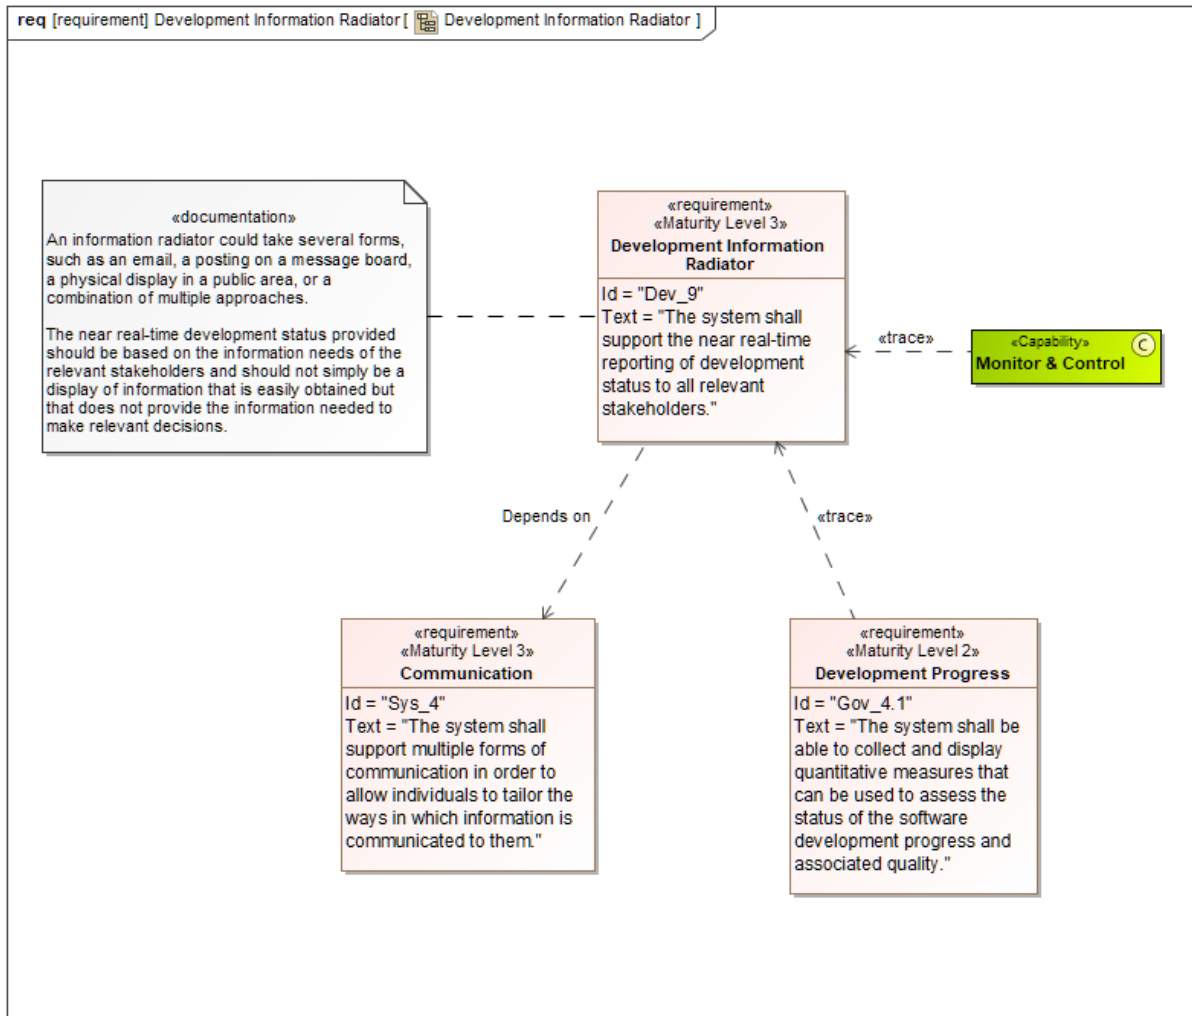 req [requirement] Development Information Radiator [ Development Information Radiator ]
«documentation»
An information radiator could take several forms,
such as an email, a posting on a message board,
a physical display in a public area, or a
combination of multiple approaches.
The near real-time development status provided
should be based on the information needs of the
relevant stakeholders and should not simply be a
display of information that is easily obtained but
that does not provide the information needed to
make relevant decisions.
«requirement»
«Maturity Level 3»
Development Information
Radiator
Id = "Dev_9"
Text = "The system shall
support the near real-time
reporting of development
status to all relevant
stakeholders."
«trace»
«Capability»
C
Monitor & Control
Depends on
«trace»
«requirement»
«Maturity Level 3»
Communication
Id = "Sys_4"
Text = "The system shall
support multiple forms of
communication in order to
allow individuals to tailor the
ways in which information is
communicated to them."
«requirement»
«Maturity Level 2»
Development Progress
Id = "Gov_4.1"
Text = "The system shall be
able to collect and display
quantitative measures that
can be used to assess the
status of the software
development progress and
associated quality."